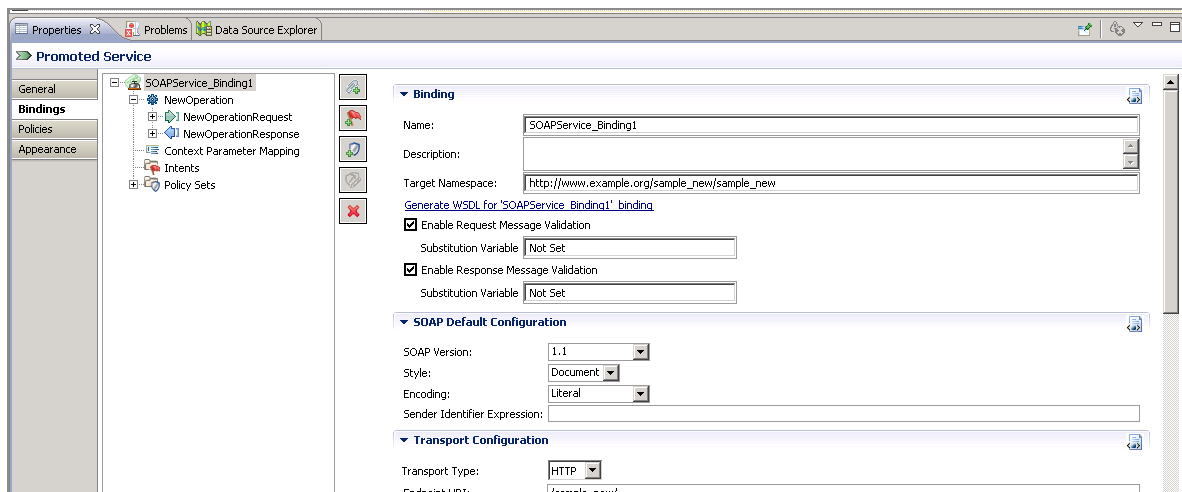 Properties Problems Data Source Explorer
Promoted Service
General
Bindings
Policies
Appearance
SOAPService_Binding1
NewOperation
NewOperationRequest
NewOperationResponse
Context Parameter Mapping
Intents
Policy Sets
Binding
Name: SOAPService_Binding1
Description:
Target Namespace: http://www.example.org/sample_new/sample_new
Generate WSDL for 'SOAPService_Binding1' binding
Enable Request Message Validation
Substitution Variable Not Set
Enable Response Message Validation
Substitution Variable Not Set
SOAP Default Configuration
SOAP Version: 1.1
Style: Document
Encoding: Literal
Sender Identifier Expression:
Transport Configuration
Transport Type: HTTP
Endpoint URI: /sample_new/